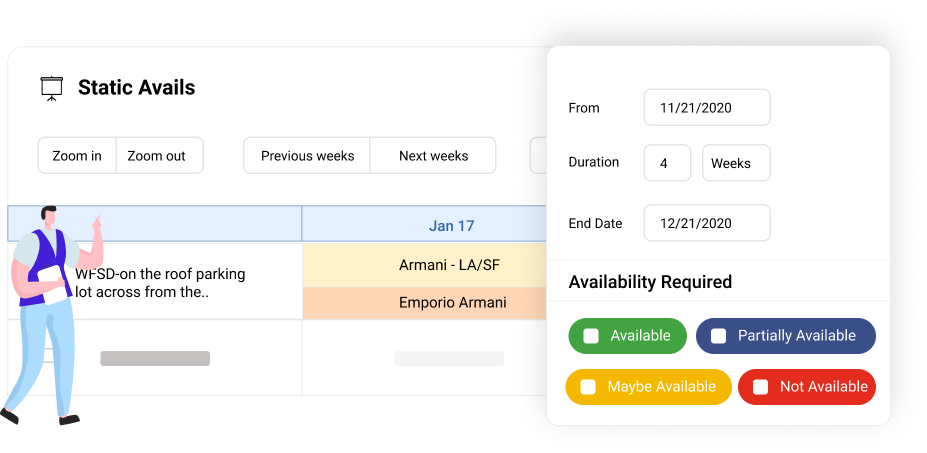 Static Avails
Zoom in
Zoom out
Previous weeks
Next weeks
Jan 17
WFSD-on the roof parking
lot across from the..
Armani - LA/SF
Emporio Armani
From
11/21/2020
Duration
4
Weeks
End Date
12/21/2020
Availability Required
Available
Partially Available
Maybe Available
Not Available